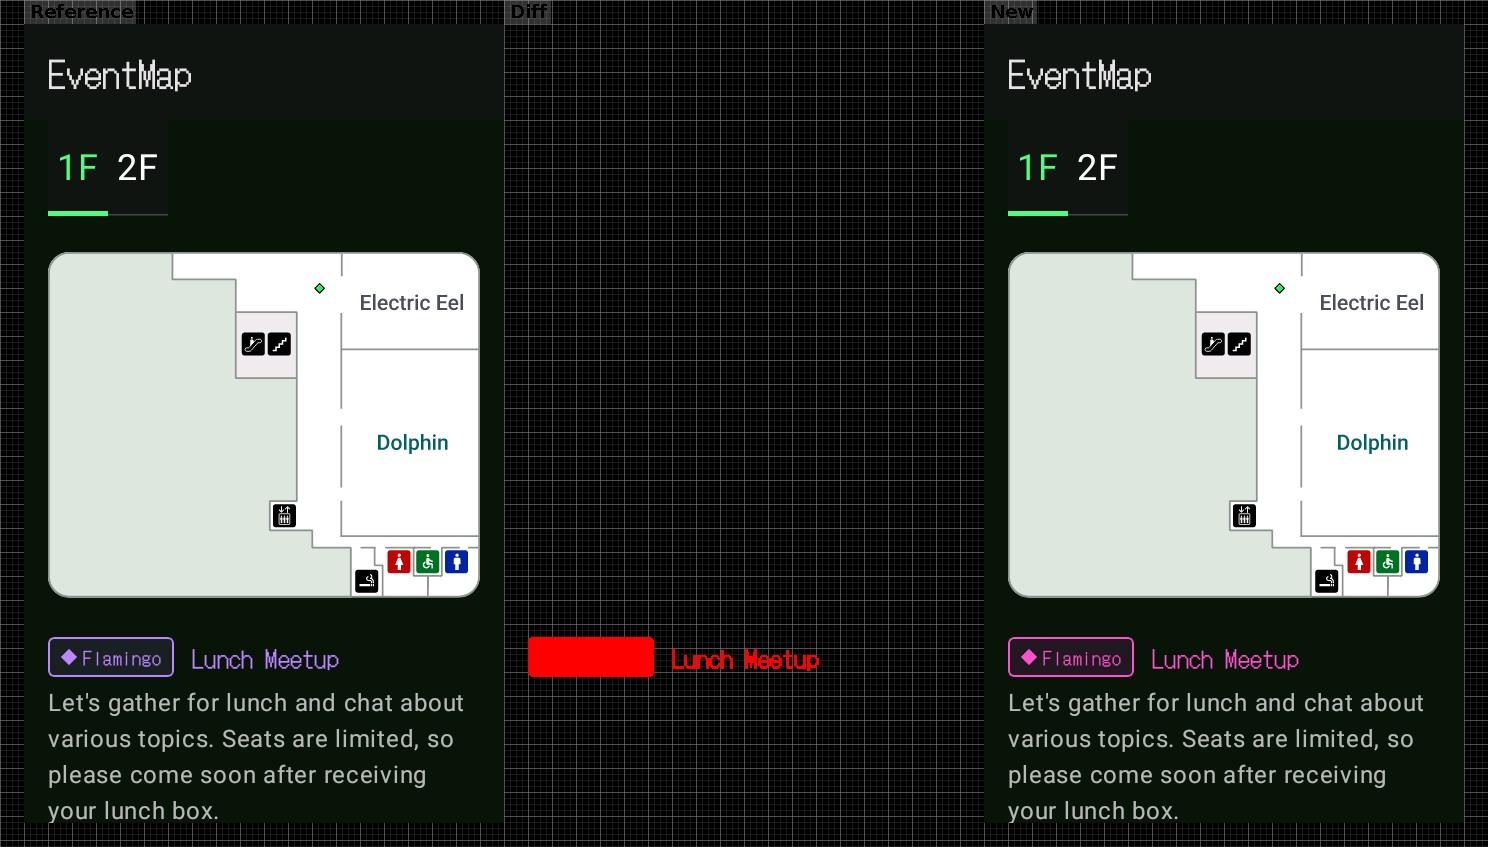 Reference
Diff
New
EventMap
1F 2F
Electric Eel
Dolphin
Flamingo
Lunch Meetup
Let's gather for lunch and chat about
various topics. Seats are limited, so
please come soon after receiving
your lunch box.
Lunch Meetup
EventMap
1F 2F
Electric Eel
Dolphin
Flamingo
Lunch Meetup
Let's gather for lunch and chat about
various topics. Seats are limited, so
please come soon after receiving
your lunch box.